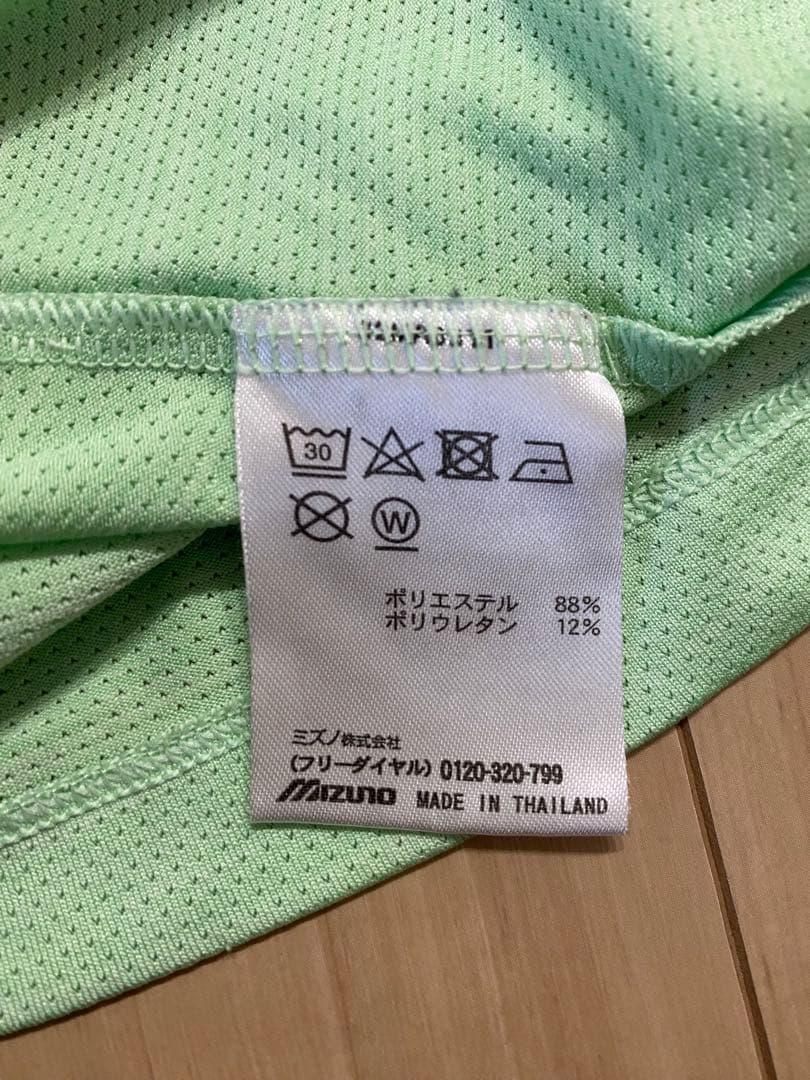 30
W
ポリエステル 88%
ポリウレタン 12%
ミズノ株式会社
(フリーダイヤル) 0120-320-799
MIZUNO MADE IN THAILAND